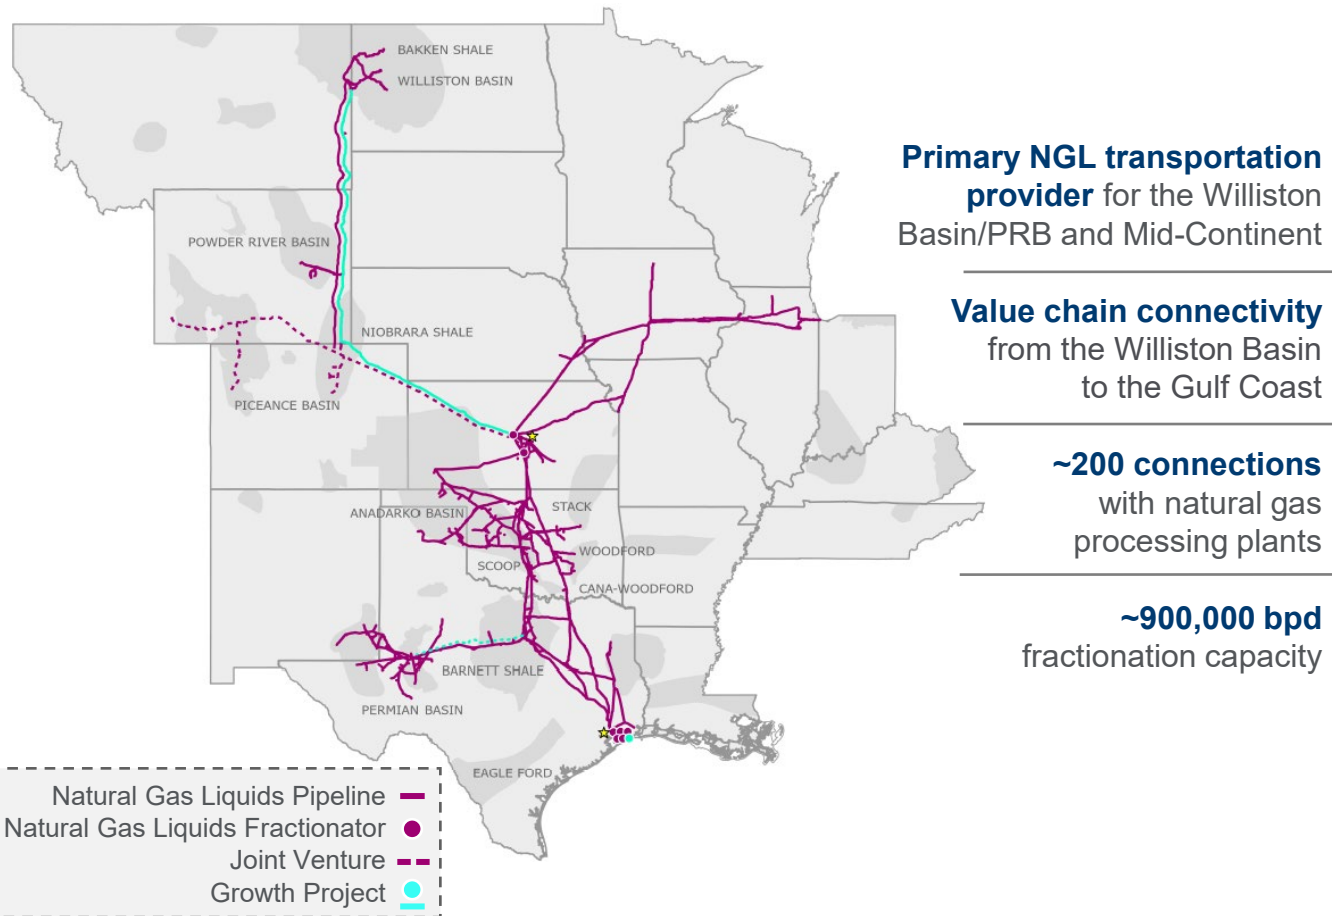 BAKKEN SHALE
WILLISTON BASIN
POWDER RIVER BASIN
NIOBRARA SHALE
PICEANCE BASIN
ANADARKO BASIN
STACK
WOODFORD
SCOOP
CANA-WOODFORD
BARNETT SHALE
PERMIAN BASIN
EAGLE FORD
Primary NGL transportation
provider for the Williston
Basin/PRB and Mid-Continent
Value chain connectivity
from the Williston Basin
to the Gulf Coast
~200 connections
with natural gas
processing plants
~900,000 bpd
fractionation capacity
Natural Gas Liquids Pipeline
Natural Gas Liquids Fractionator
Joint Venture
Growth Project